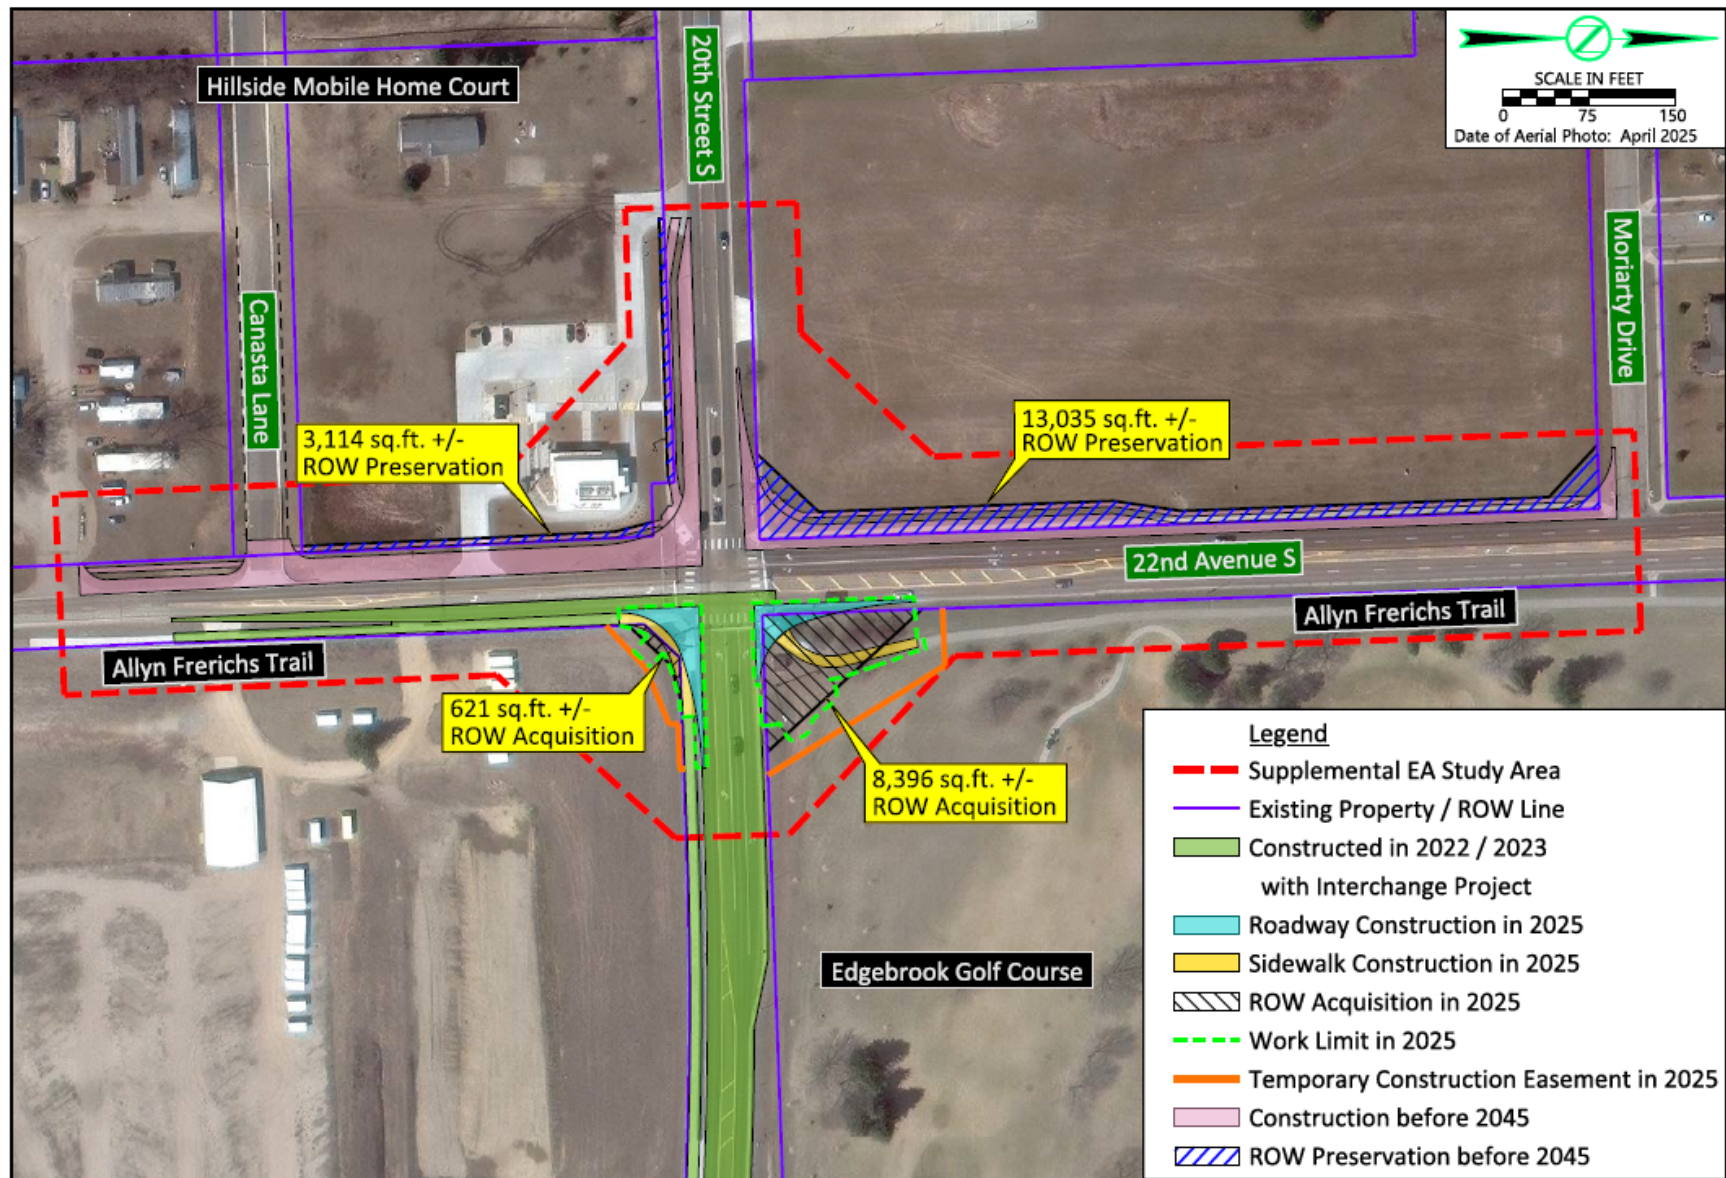 SCALE IN FEET
0 75 150
Date of Aerial Photo: April 2025
Hillside Mobile Home Court
20th Street S
Moriarty Drive
Canasta Lane
3,114 sq.ft. +/-
ROW Preservation
13,035 sq.ft. +/-
ROW Preservation
22nd Avenue S
Allyn Frerichs Trail
Allyn Frerichs Trail
621 sq.ft. +/-
ROW Acquisition
8,396 sq.ft. +/-
ROW Acquisition
Edgebrook Golf Course
Legend
Supplemental EA Study Area
Existing Property / ROW Line
Constructed in 2022 / 2023
with Interchange Project
Roadway Construction in 2025
Sidewalk Construction in 2025
ROW Acquisition in 2025
Work Limit in 2025
Temporary Construction Easement in 2025
Construction before 2045
ROW Preservation before 2045